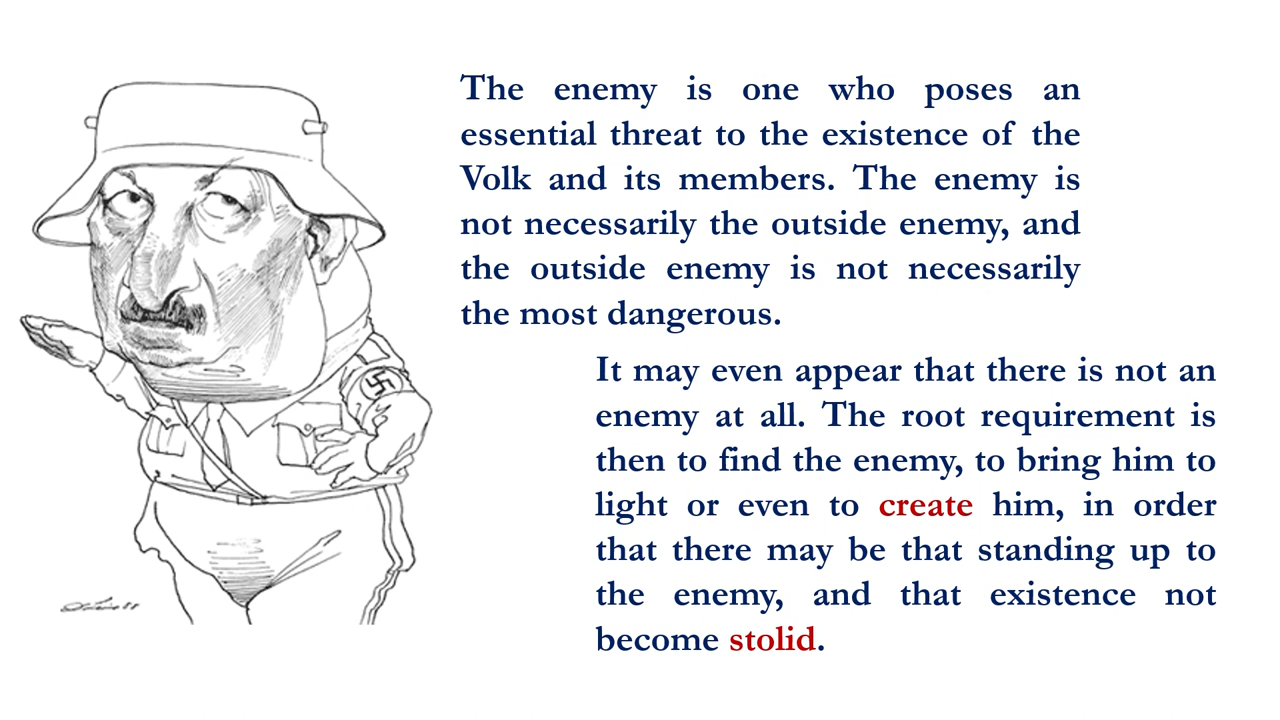 The enemy is one who poses an
essential threat to the existence of the
Volk and its members. The enemy is
not necessarily the outside enemy, and
the outside enemy is not necessarily
the most dangerous.
It may even appear that there is not an
enemy at all. The root requirement is
then to find the enemy, to bring him to
light or even to create him, in order
that there may be that standing up to
the enemy, and that existence not
become stolid.